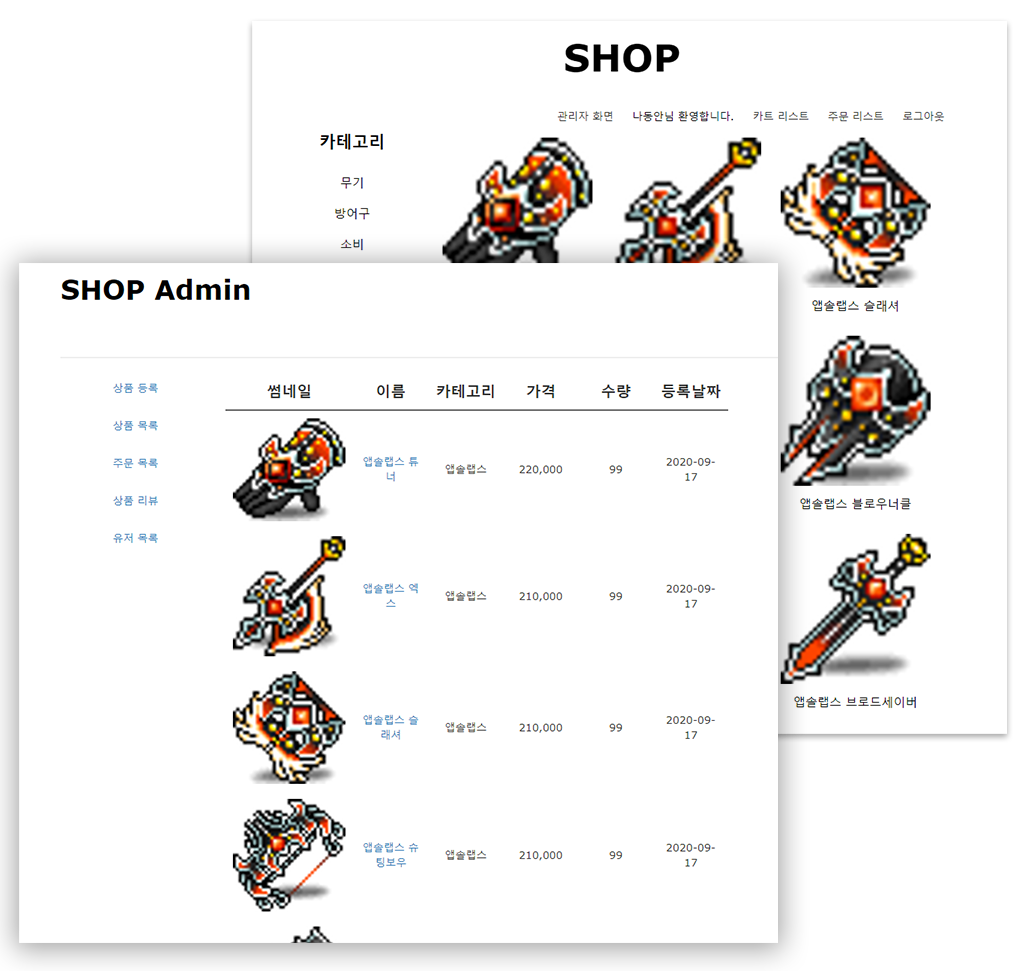 SHOP
관리자 화면 나동안님 환영합니다. 카트 리스트 주문 리스트 로그아웃
카테고리
무기
방어구
소비
앱솔랩스 슬래셔
앱솔랩스 블로우너클
앱솔랩스 브로드세이버
SHOP Admin
상품 등록
상품 목록
주문 목록
상품 리뷰
유저 목록
썸네일 이름 카테고리 가격 수량 등록날짜
앱솔랩스 튜
너
앱솔랩스 220,000 99
2020-09-
17
앱솔랩스 엑
스
앱솔랩스 210,000 99
2020-09-
17
앱솔랩스 슬
래셔
앱솔랩스 210,000 99
2020-09-
17
앱솔랩스 슈
팅보우
앱솔랩스 210,000 99
2020-09-
17